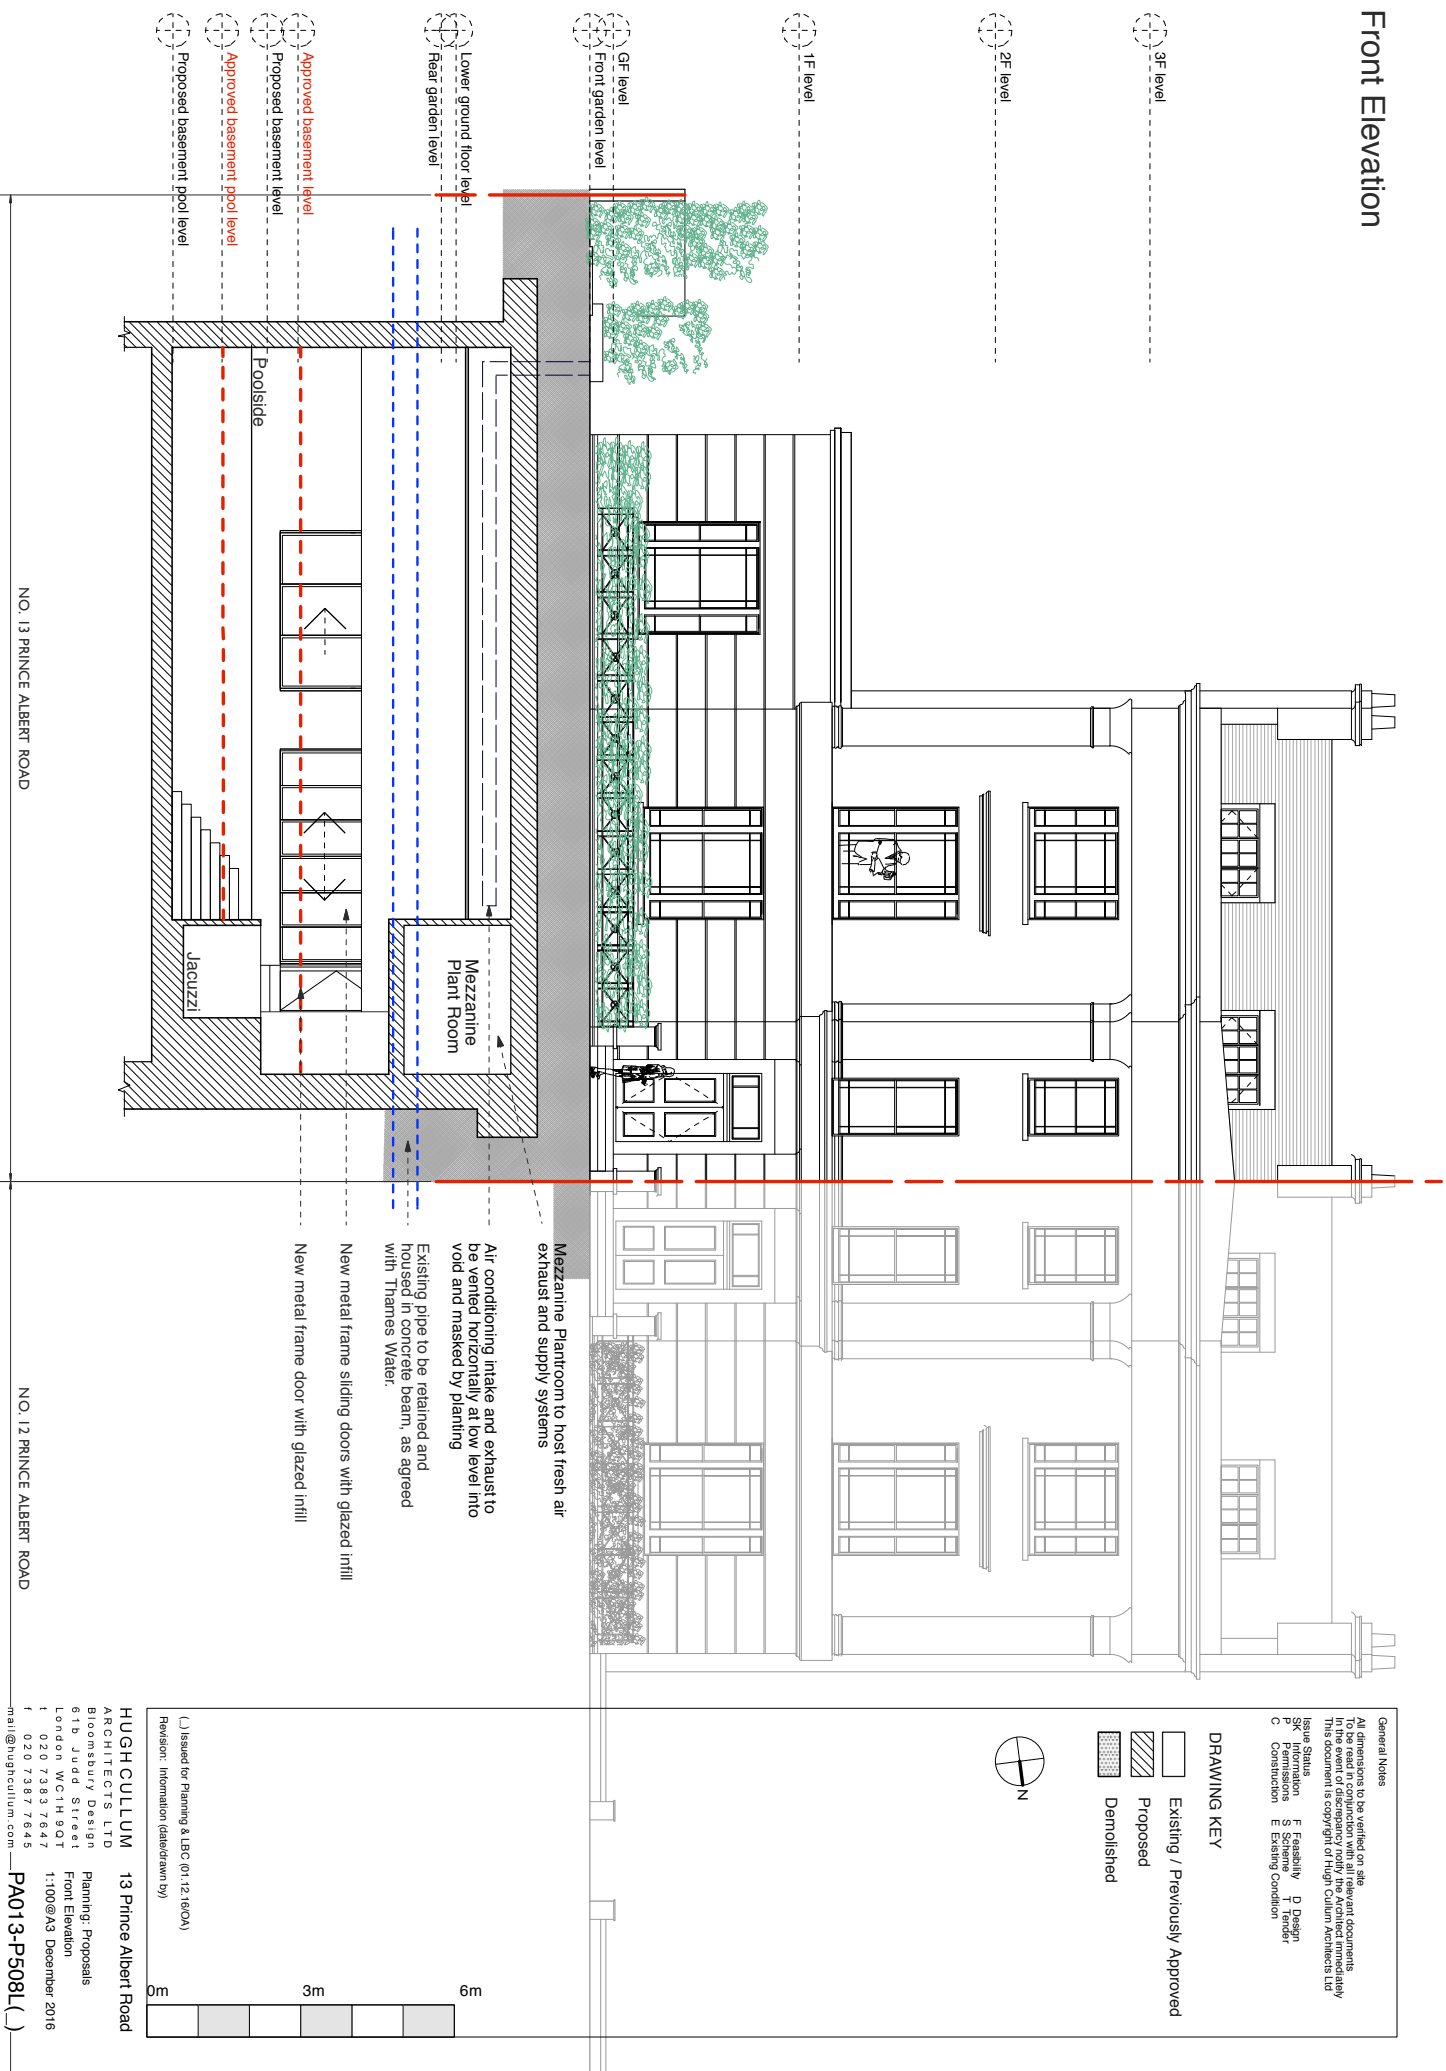 Front Elevation
3F level
2F level
1F level
GF level
Front garden level
Lower ground floor level
Rear garden level
Approved basement level
Proposed basement level
Approved basement pool level
Proposed basement pool level
Poolside
Jacuzzi
Mezzanine
Plant Room
Mezzanine Plantroom to host fresh air
exhaust and supply systems
Air conditioning intake and exhaust to
be vented horizontally at low level into
void and masked by planting
Existing pipe to be retained and
housed in concrete beam, as agreed
with Thames Water.
New metal frame sliding doors with glazed infill
New metal frame door with glazed infill
NO. 13 PRINCE ALBERT ROAD
NO. 12 PRINCE ALBERT ROAD
General Notes
All dimensions to be verified on site
To be read in conjunction with all relevant documents
In the event of discrepancy notify the Architect immediately
This document is copyright of Hugh Cullum Architects Ltd
Issue Status
SK Information F Feasibility D Design
P Permissions S Scheme T Tender
C Construction E Existing Condition
DRAWING KEY
Existing / Previously Approved
Proposed
Demolished
N
0m
3m
6m
(_) Issued for Planning & LBC (01.12.16/OA)
Revision: Information (date/drawn by)
HUGH CULLUM
ARCHITECTS LTD
Bloomsbury Design
61b Judd Street
London WC1H 9QT
t 020 7383 7647
f 020 7387 7645
mail@hughcullum.com
13 Prince Albert Road
Planning: Proposals
Front Elevation
1:100@A3 December 2016
PA013-P508L(_)